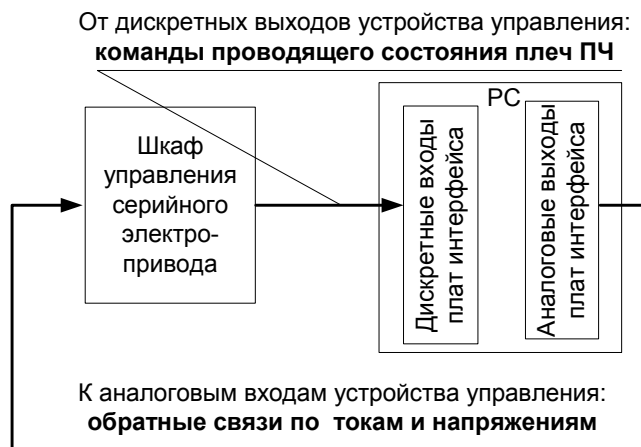 От дискретных выходов устройства управления:
команды проводящего состояния плеч ПЧ
Шкаф
управления
серийного
электро-
привода
PC
Дискретные входы
плат интерфейса
Аналоговые выходы
плат интерфейса
К аналоговым входам устройства управления:
обратные связи по токам и напряжениям